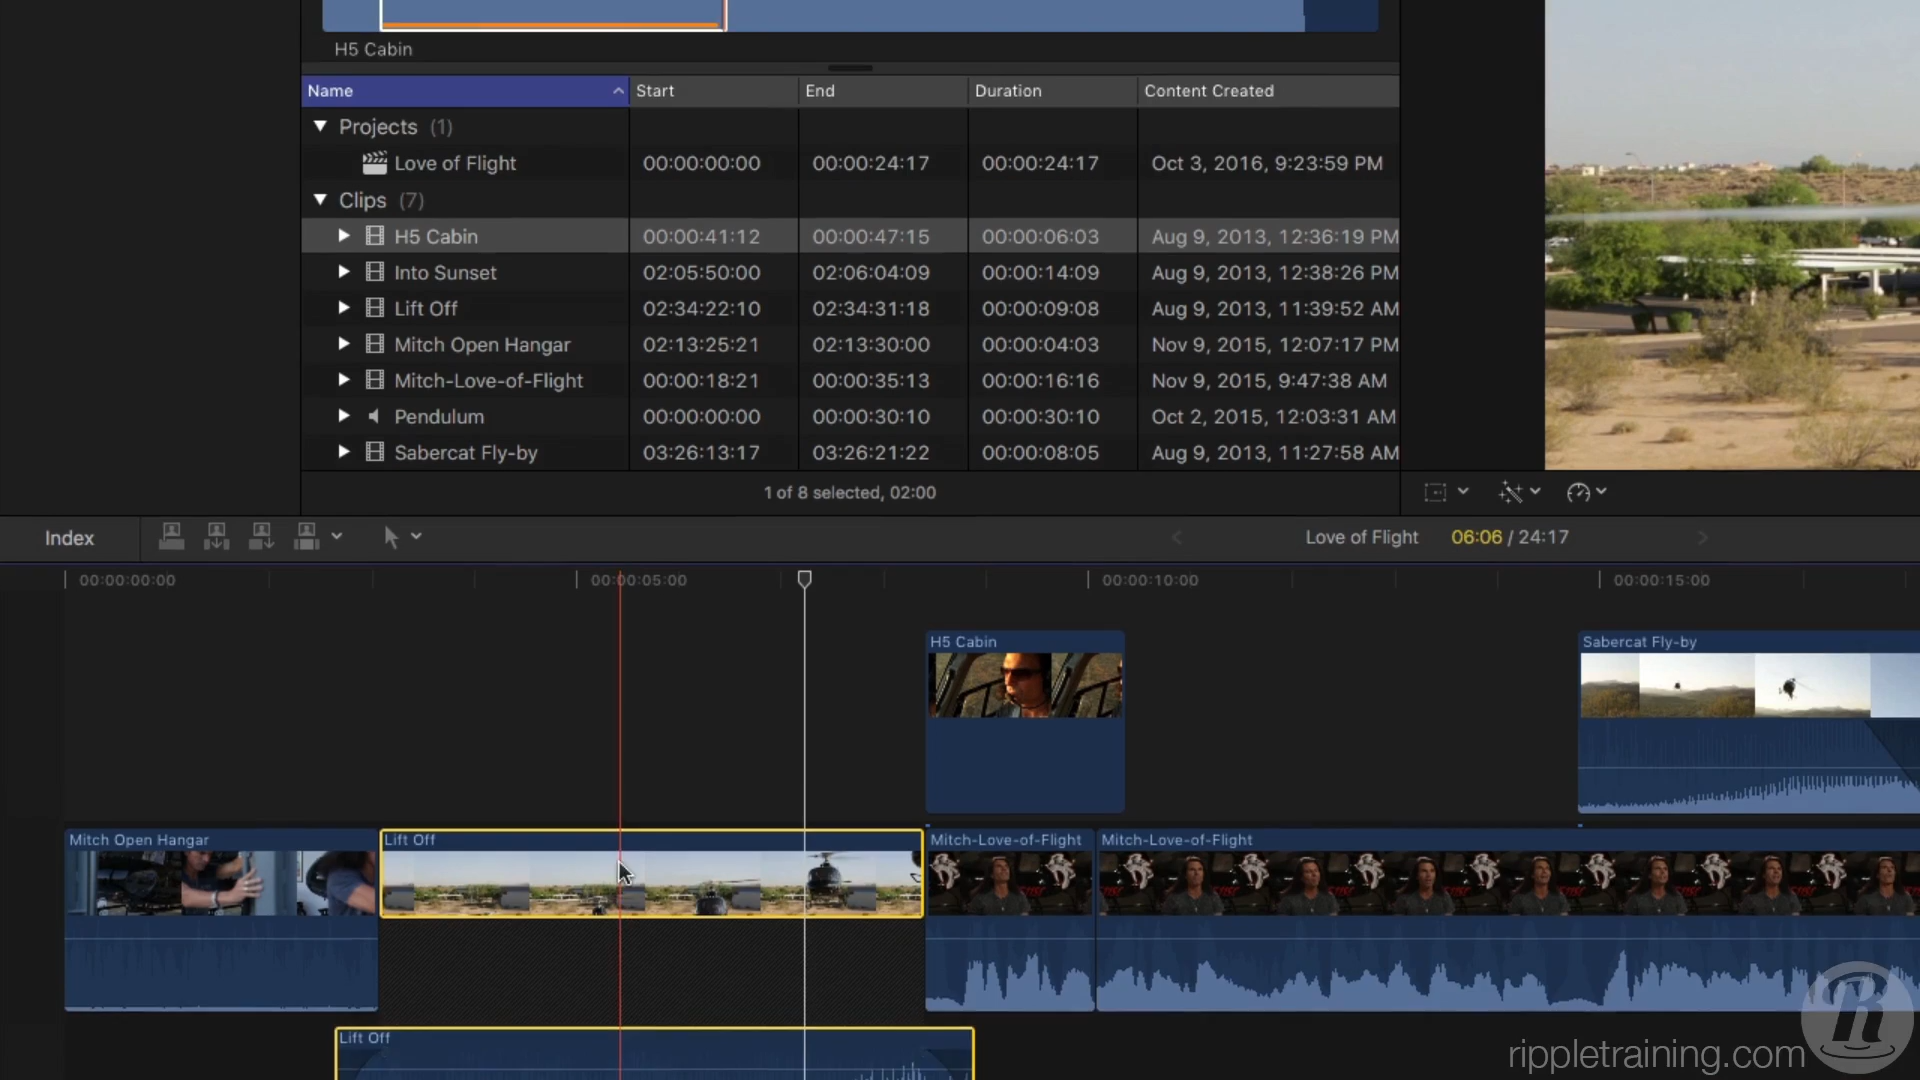 H5 Cabin
Name Start End Duration Content Created
Projects (1)
Love of Flight 00:00:00:00 00:00:24:17 00:00:24:17 Oct 3, 2016, 9:23:59 PM
Clips (7)
H5 Cabin 00:00:41:12 00:00:47:15 00:00:06:03 Aug 9, 2013, 12:36:19 PM
Into Sunset 02:05:50:00 02:06:04:09 00:00:14:09 Aug 9, 2013, 12:38:26 PM
Lift Off 02:34:22:10 02:34:31:18 00:00:09:08 Aug 9, 2013, 11:39:52 AM
Mitch Open Hangar 02:13:25:21 02:13:30:00 00:00:04:03 Nov 9, 2015, 12:07:17 PM
Mitch-Love-of-Flight 00:00:18:21 00:00:35:13 00:00:16:16 Nov 9, 2015, 9:47:38 AM
Pendulum 00:00:00:00 00:00:30:10 00:00:30:10 Oct 2, 2015, 12:03:31 AM
Sabercat Fly-by 03:26:13:17 03:26:21:22 00:00:08:05 Aug 9, 2013, 11:27:58 AM
1 of 8 selected, 02:00
Index Love of Flight 06:06 / 24:17
00:00:00:00 00:00:05:00 00:00:10:00 00:00:15:00
H5 Cabin Sabercat Fly-by
Mitch Open Hangar Lift Off Mitch-Love-of-Flight Mitch-Love-of-Flight
Lift Off
rippletraining.com R